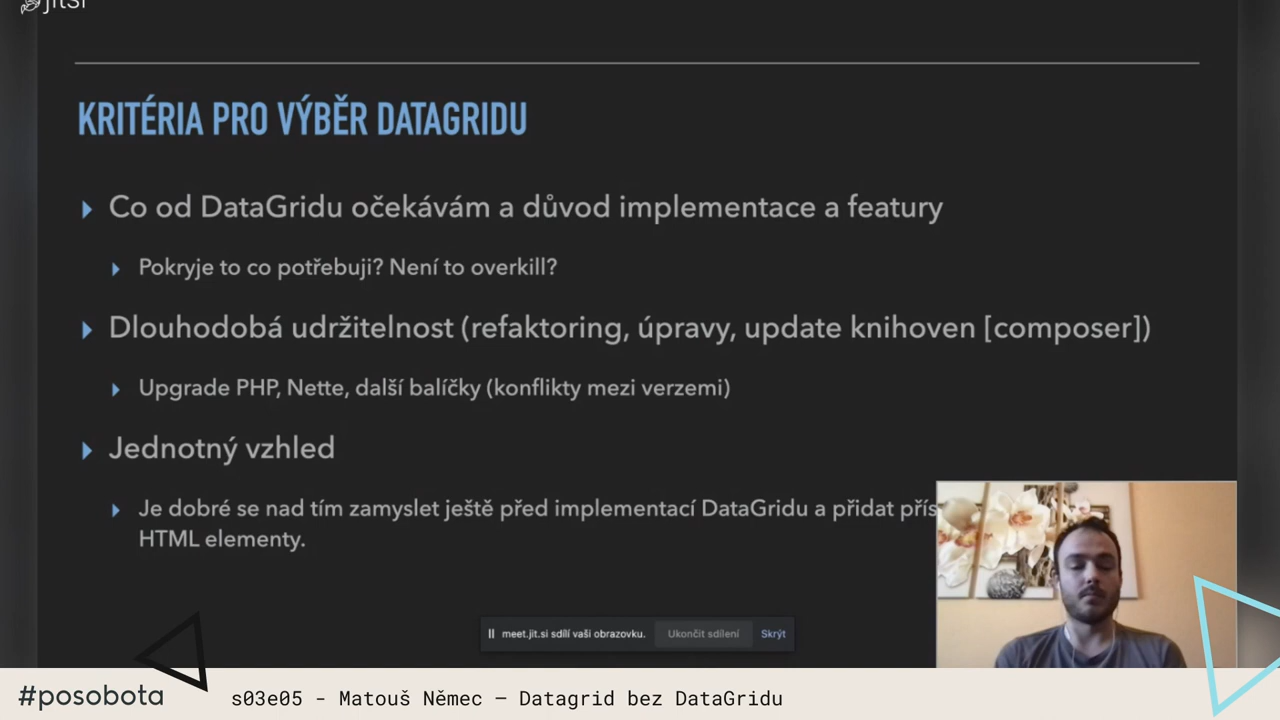 jitsi
KRITÉRIA PRO VÝBĚR DATAGRIDU
Co od DataGridu očekávám a důvod implementace a featury
Pokryje to co potřebuji? Není to overkill?
Dlouhodobá udržitelnost (refaktoring, úpravy, update knihoven [composer])
Upgrade PHP, Nette, další balíčky (konflikty mezi verzemi)
Jednotný vzhled
Je dobré se nad tím zamyslet ještě před implementací DataGridu a přidat přís
HTML elementy.
meet.jit.si sdílí vaši obrazovku. Ukončit sdílení Skrýt
#posobota s03e05 - Matouš Němec – Datagrid bez DataGridu